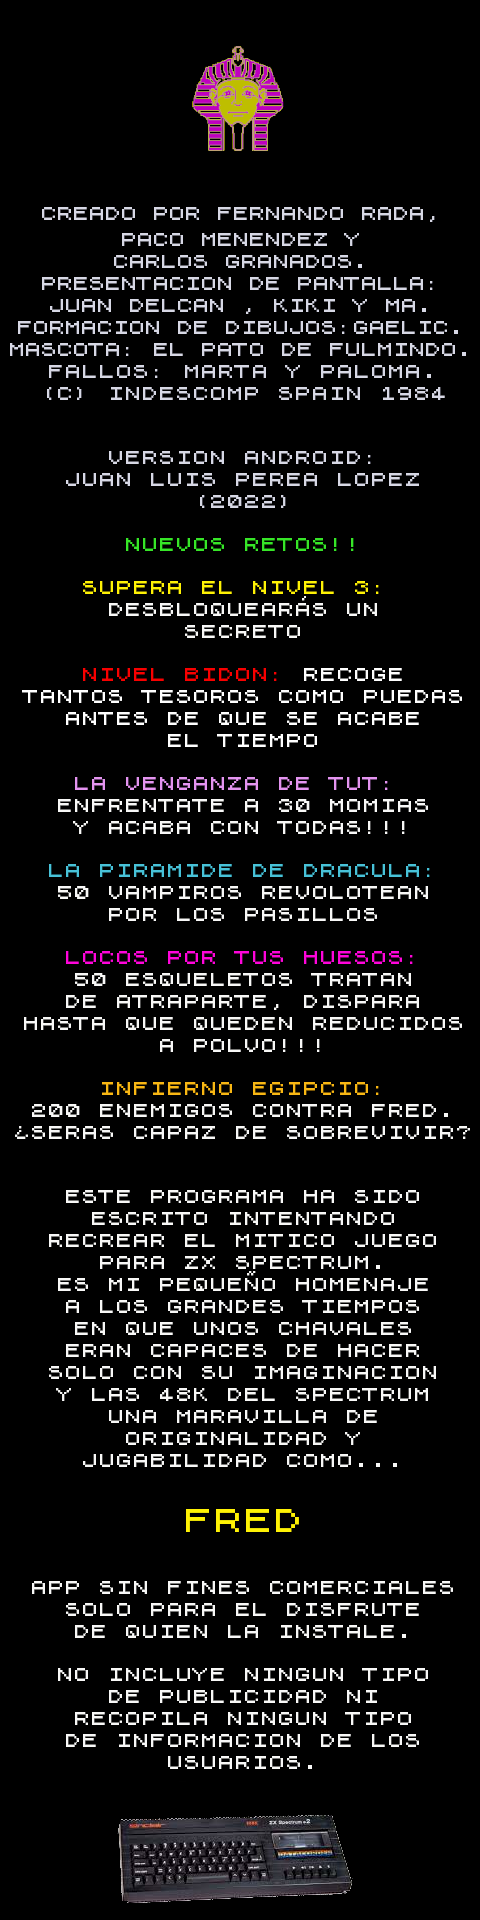 CREADO POR FERNANDO RADA,
PACO MENENDEZ Y
CARLOS GRANADOS.
PRESENTACION DE PANTALLA:
JUAN DELCAN , KIKI Y MA.
FORMACION DE DIBUJOS:GAELIC.
MASCOTA: EL PATO DE FULMINDO.
FALLOS: MARTA Y PALOMA.
(C) INDESCOMP SPAIN 1984
VERSION ANDROID:
JUAN LUIS PEREA LOPEZ
(2022)
NUEVOS RETOS!!
SUPERA EL NIVEL 3:
DESBLOQUEARÁS UN
SECRETO
NIVEL BIDON: RECOGE
TANTOS TESOROS COMO PUEDAS
ANTES DE QUE SE ACABE
EL TIEMPO
LA VENGANZA DE TUT:
ENFRENTATE A 30 MOMIAS
Y ACABA CON TODAS!!!
LA PIRAMIDE DE DRACULA:
50 VAMPIROS REVOLOTEAN
POR LOS PASILLOS
LOCOS POR TUS HUESOS:
50 ESQUELETOS TRATAN
DE ATRAPARTE, DISPARA
HASTA QUE QUEDEN REDUCIDOS
A POLVO!!!
INFIERNO EGIPCIO:
200 ENEMIGOS CONTRA FRED.
¿SERAS CAPAZ DE SOBREVIVIR?
ESTE PROGRAMA HA SIDO
ESCRITO INTENTANDO
RECREAR EL MITICO JUEGO
PARA ZX SPECTRUM.
ES MI PEQUEÑO HOMENAJE
A LOS GRANDES TIEMPOS
EN QUE UNOS CHAVALES
ERAN CAPACES DE HACER
SOLO CON SU IMAGINACION
Y LAS 48K DEL SPECTRUM
UNA MARAVILLA DE
ORIGINALIDAD Y
JUGABILIDAD COMO...
FRED
APP SIN FINES COMERCIALES
SOLO PARA EL DISFRUTE
DE QUIEN LA INSTALE.
NO INCLUYE NINGUN TIPO
DE PUBLICIDAD NI
RECOPILA NINGUN TIPO
DE INFORMACION DE LOS
USUARIOS.
sinclair
ZX Spectrum +2
DATACORDER